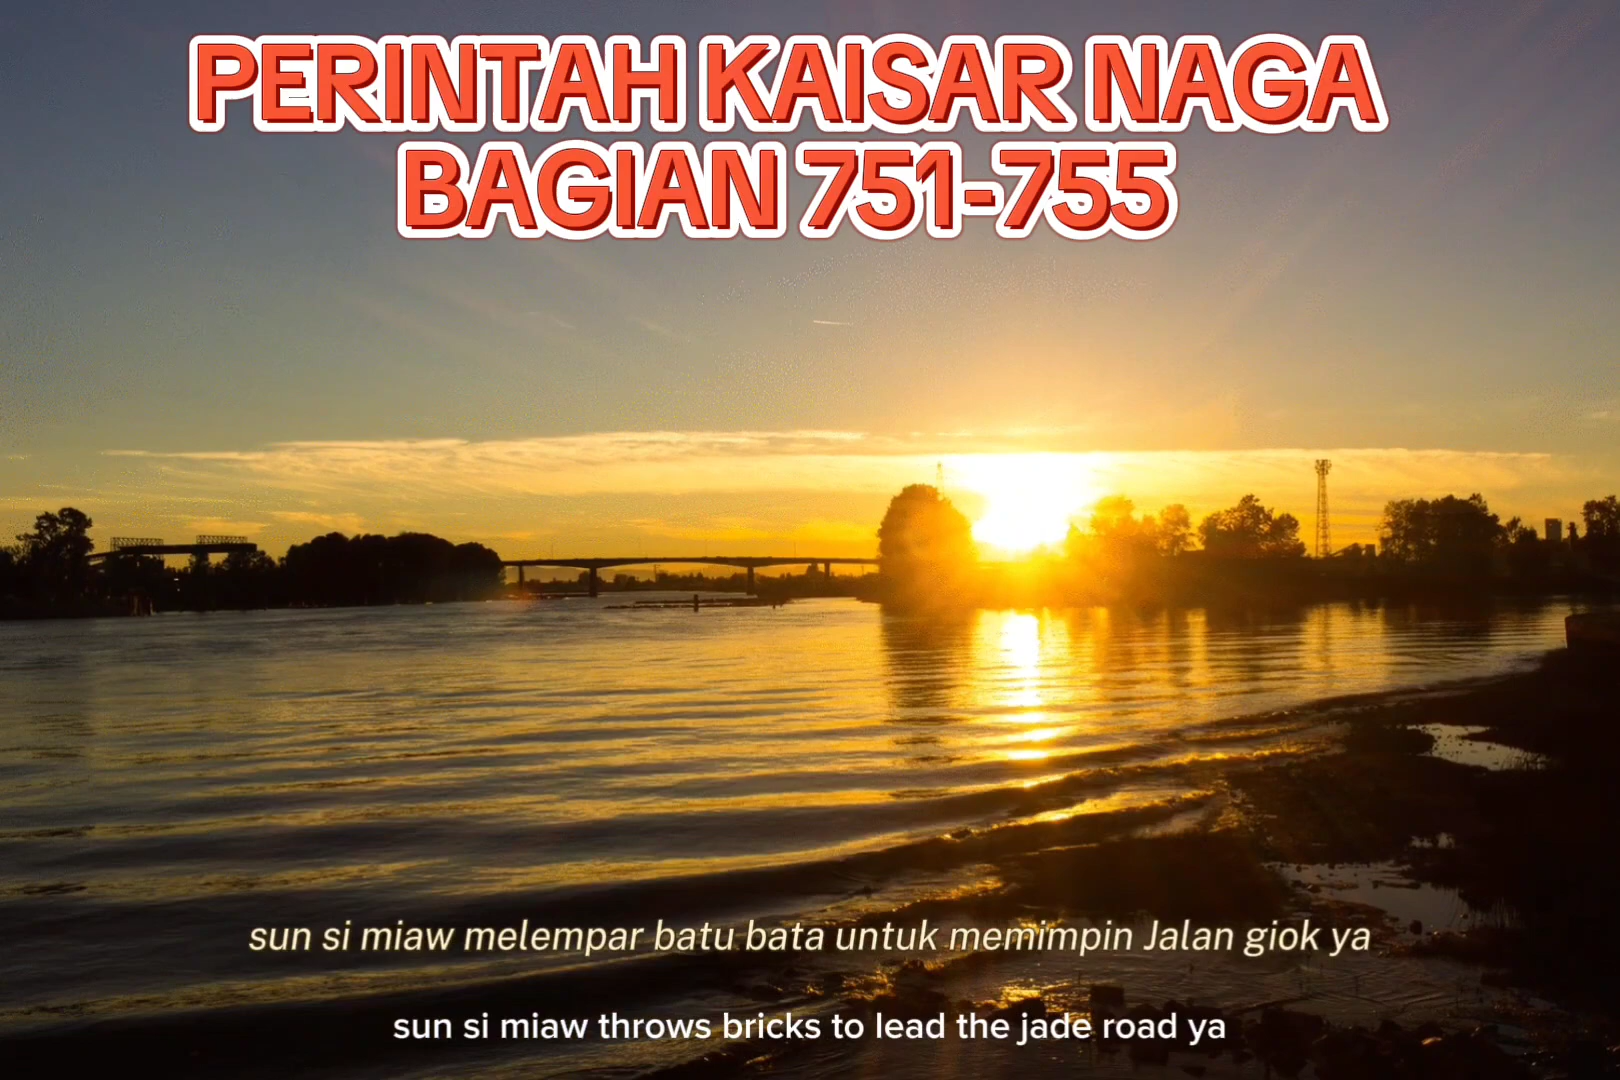 PERINTAH KAISAR NAGA
BAGIAN 751-755
sun si miaw melempar batu bata untuk memimpin Jalan giok ya
sun si miaw throws bricks to lead the jade road ya